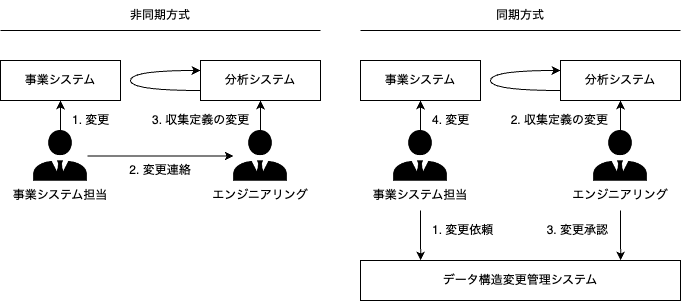 非同期方式
事業システム
分析システム
1. 変更
3. 収集定義の変更
2. 変更連絡
事業システム担当
エンジニアリング
同期方式
事業システム
分析システム
4. 変更
2. 収集定義の変更
事業システム担当
エンジニアリング
1. 変更依頼
3. 変更承認
データ構造変更管理システム